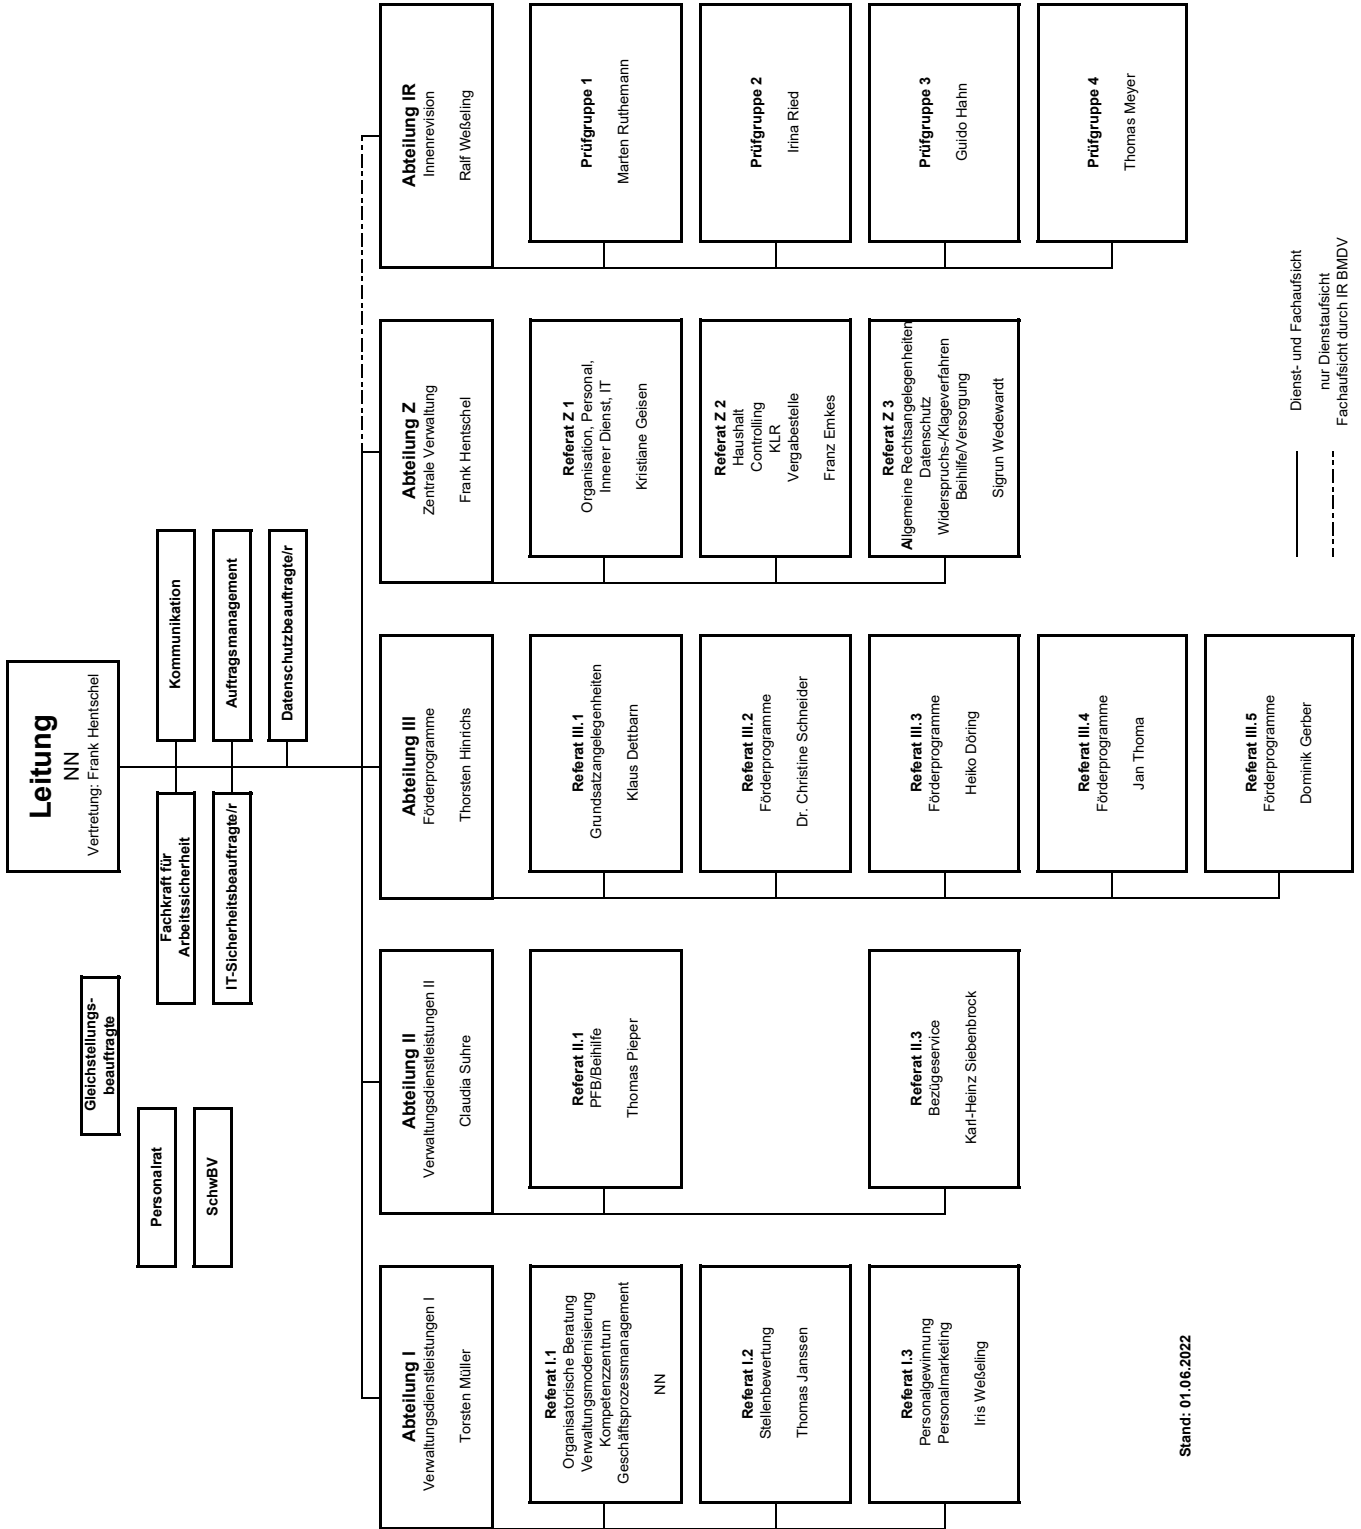 Leitung
NN
Vertretung: Frank Hentschel
Gleichstellungs-
beauftragte
Personalrat
SchwBV
Fachkraft für
Arbeitssicherheit
Kommunikation
IT-Sicherheitsbeauftragte/r
Auftragsmanagement
Datenschutzbeauftragte/r
Abteilung I
Verwaltungsdienstleistungen I
Torsten Müller
Referat I.1
Organisatorische Beratung
Verwaltungsmodernisierung
Kompetenzzentrum
Geschäftsprozessmanagement
NN
Referat I.2
Stellenbewertung
Thomas Janssen
Referat I.3
Personalgewinnung
Personalmarketing
Iris Weßeling
Abteilung II
Verwaltungsdienstleistungen II
Claudia Suhre
Referat II.1
PFB/Beihilfe
Thomas Pieper
Referat II.3
Bezügeservice
Karl-Heinz Siebenbrock
Abteilung III
Förderprogramme
Thorsten Hinrichs
Referat III.1
Grundsatzangelegenheiten
Klaus Dettbarn
Referat III.2
Förderprogramme
Dr. Christine Schneider
Referat III.3
Förderprogramme
Heiko Döring
Referat III.4
Förderprogramme
Jan Thoma
Referat III.5
Förderprogramme
Dominik Gerber
Abteilung Z
Zentrale Verwaltung
Frank Hentschel
Referat Z 1
Organisation, Personal,
Innerer Dienst, IT
Kristiane Geisen
Referat Z 2
Haushalt
Controlling
KLR
Vergabestelle
Franz Emkes
Referat Z 3
Allgemeine Rechtsangelegenheiten
Datenschutz
Widerspruchs-/Klageverfahren
Beihilfe/Versorgung
Sigrun Wedewardt
Abteilung IR
Innenrevision
Ralf Weßeling
Prüfgruppe 1
Marten Ruthemann
Prüfgruppe 2
Irina Ried
Prüfgruppe 3
Guido Hahn
Prüfgruppe 4
Thomas Meyer
Stand: 01.06.2022
Dienst- und Fachaufsicht
nur Dienstaufsicht
Fachaufsicht durch IR BMDV